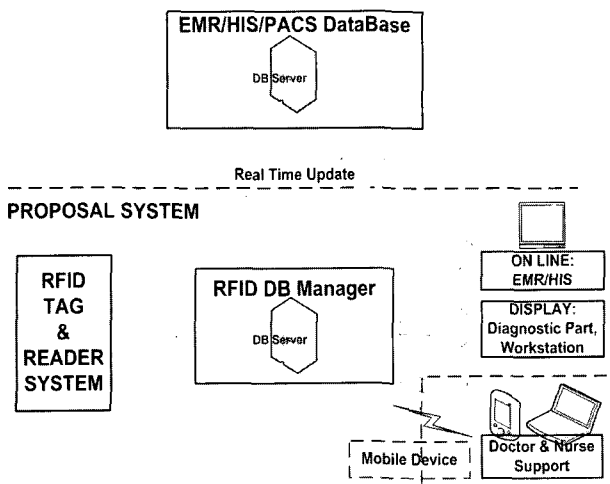 EMR/HIS/PACS DataBase
DB Server
Real Time Update
PROPOSAL SYSTEM
RFID
TAG
&
READER
SYSTEM
RFID DB Manager
DB Server
ON LINE:
EMR/HIS
DISPLAY:
Diagnostic Part,
Workstation
Mobile Device
Doctor & Nurse
Support